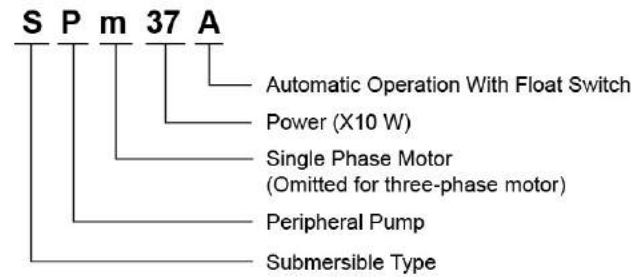 S P m 37 A
Automatic Operation With Float Switch
Power (X10 W)
Single Phase Motor
(Omitted for three-phase motor)
Peripheral Pump
Submersible Type